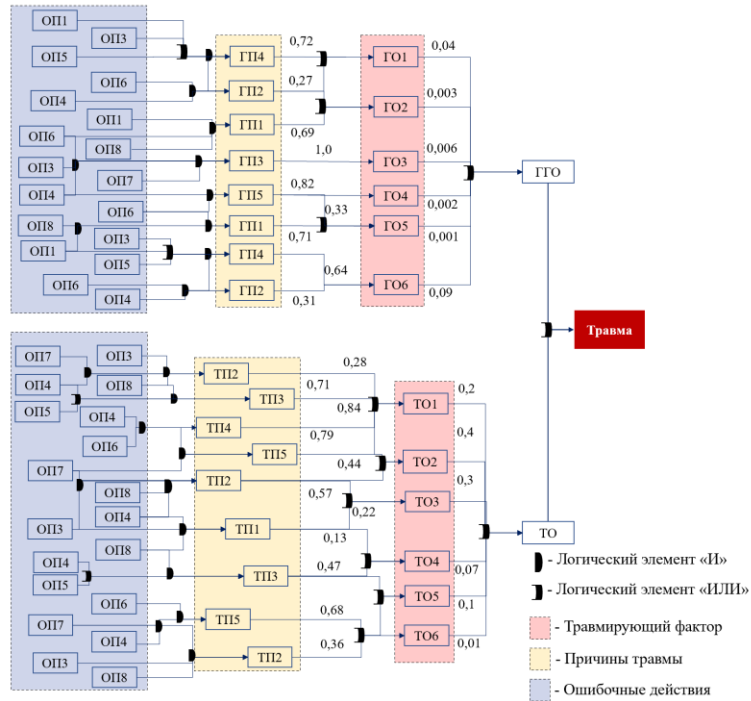 ОП1
ОП3
ОП5
ОП6
ОП4
ОП1
ОП6
ОП8
ОП3
ОП7
ОП4
ОП6
ОП8
ОП3
ОП1
ОП5
ОП6
ОП4
ГП4
ГП2
ГП1
ГП3
ГП5
ГП1
ГП4
ГП2
0,72
0,27
0,69
1,0
0,82
0,33
0,71
0,64
0,31
ГО1
ГО2
ГО3
ГО4
ГО5
ГО6
0,04
0,003
0,006
0,002
0,001
0,09
ГГО
Травма
ОП7
ОП3
ОП4
ОП8
ОП5
ОП4
ОП6
ОП7
ОП8
ОП4
ОП3
ОП8
ОП4
ОП5
ОП6
ОП7
ОП4
ОП3
ОП8
ТП2
ТП3
ТП4
ТП5
ТП2
ТП1
ТП3
ТП5
ТП2
0,28
0,71
0,84
0,79
0,44
0,57
0,22
0,13
0,47
0,68
0,36
ТО1
ТО2
ТО3
ТО4
ТО5
ТО6
0,2
0,4
0,3
0,07
0,1
0,01
ТО
- Логический элемент «И»
- Логический элемент «ИЛИ»
- Травмирующий фактор
- Причины травмы
- Ошибочные действия